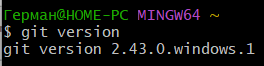 Герман@HOME-PC MINGW64 ~
$ git version
git version 2.43.0.windows.1